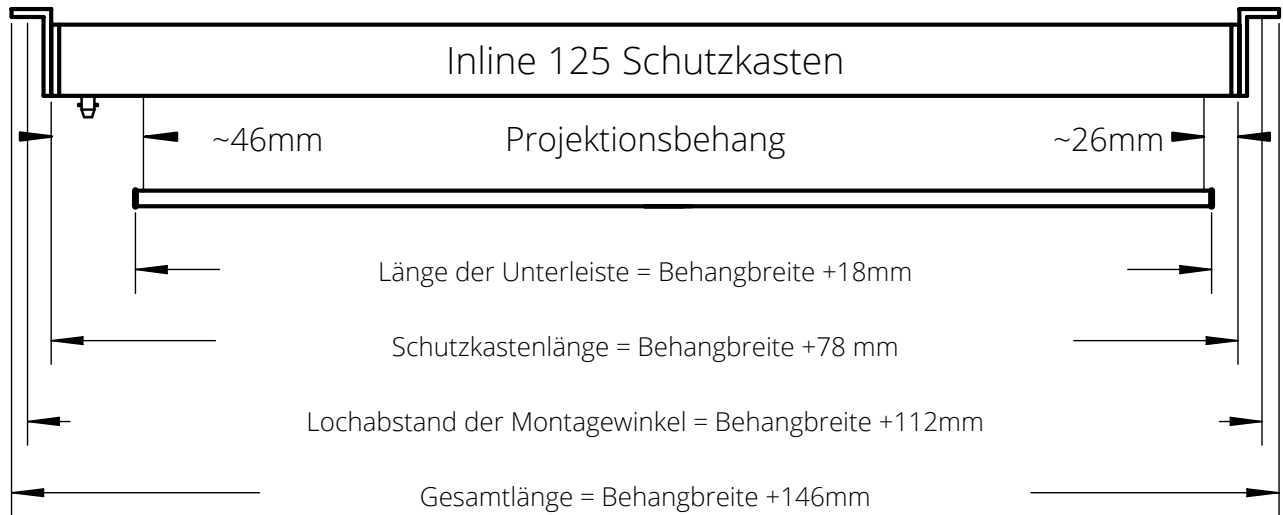 Inline 125 Schutzkasten
~46mm Projektionsbehang ~26mm
Länge der Unterleiste = Behangbreite +18mm
Schutzkastenlänge = Behangbreite +78 mm
Lochabstand der Montagewinkel = Behangbreite +112mm
Gesamtlänge = Behangbreite +146mm